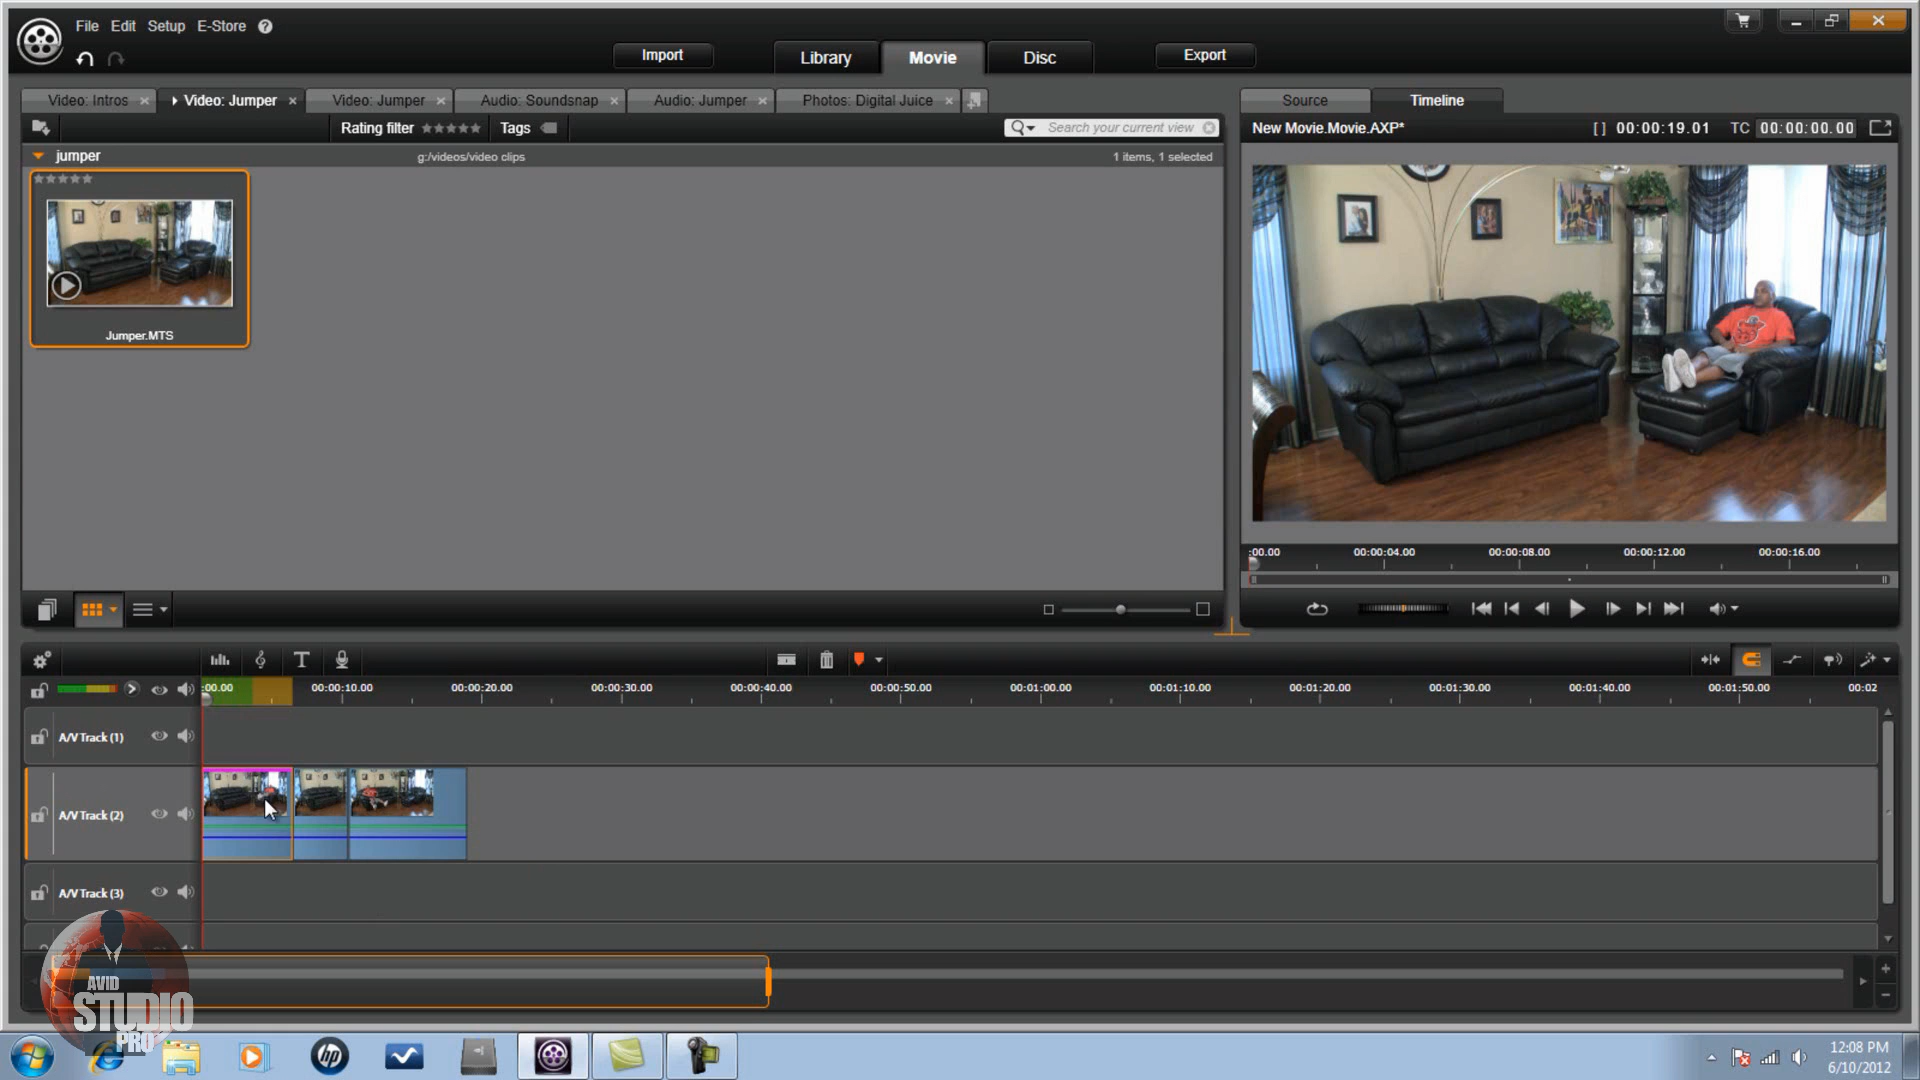 File Edit Setup E-Store ?
Import Library Movie Disc Export
Video: Intros Video: Jumper Video: Jumper Audio: Soundsnap Audio: Jumper Photos: Digital Juice Source Timeline
Rating filter Tags Search your current view New Movie.Movie.AXP* [ ] 00:00:19.01 TC 00:00:00.00
jumper g:/videos/video clips 1 items, 1 selected
Jumper.MTS
:00.00 00:00:04.00 00:00:08.00 00:00:12.00 00:00:16.00
:00.00 00:00:10.00 00:00:20.00 00:00:30.00 00:00:40.00 00:00:50.00 00:01:00.00 00:01:10.00 00:01:20.00 00:01:30.00 00:01:40.00 00:01:50.00 00:02
A/V Track (1)
A/V Track (2)
A/V Track (3)
AVID
STUDIO
PRO
hp
12:08 PM
6/10/2012